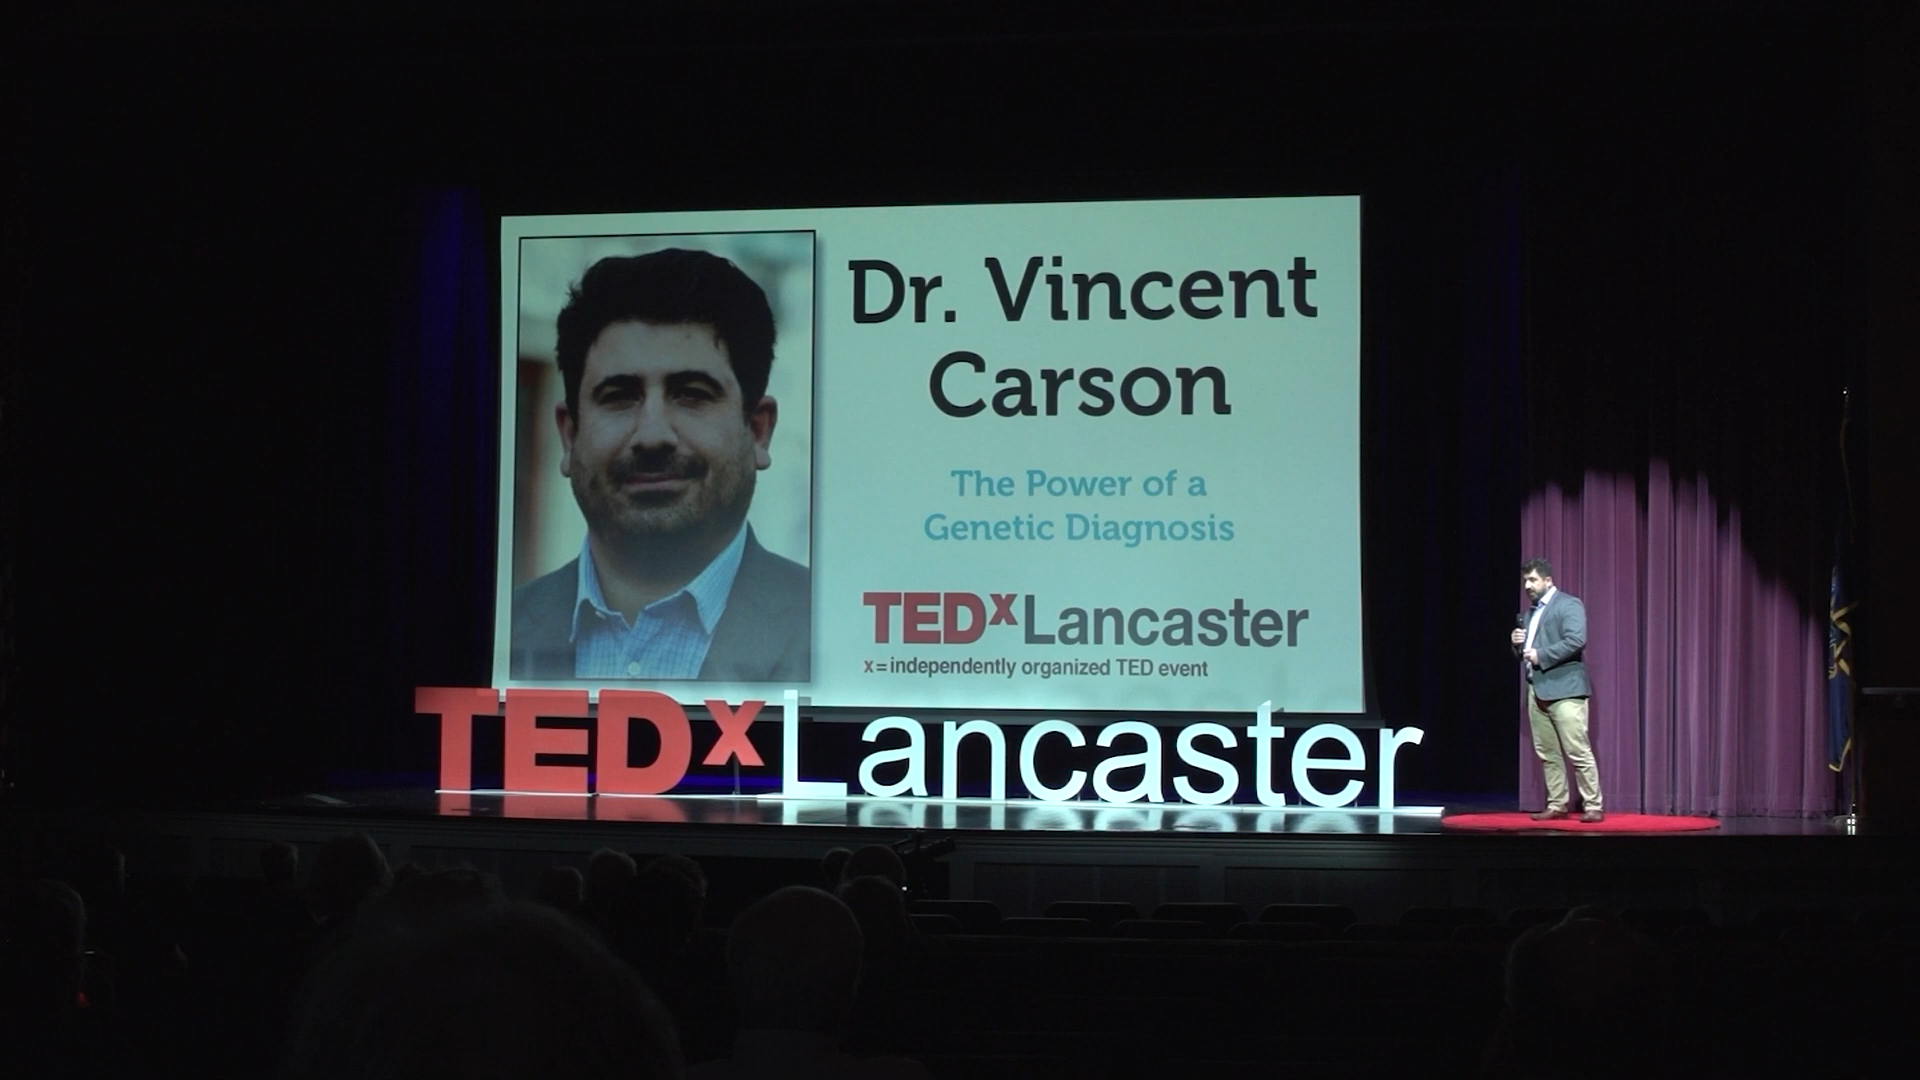 Dr. Vincent
Carson
The Power of a
Genetic Diagnosis
TEDxLancaster
x = independently organized TED event
TEDxLancaster